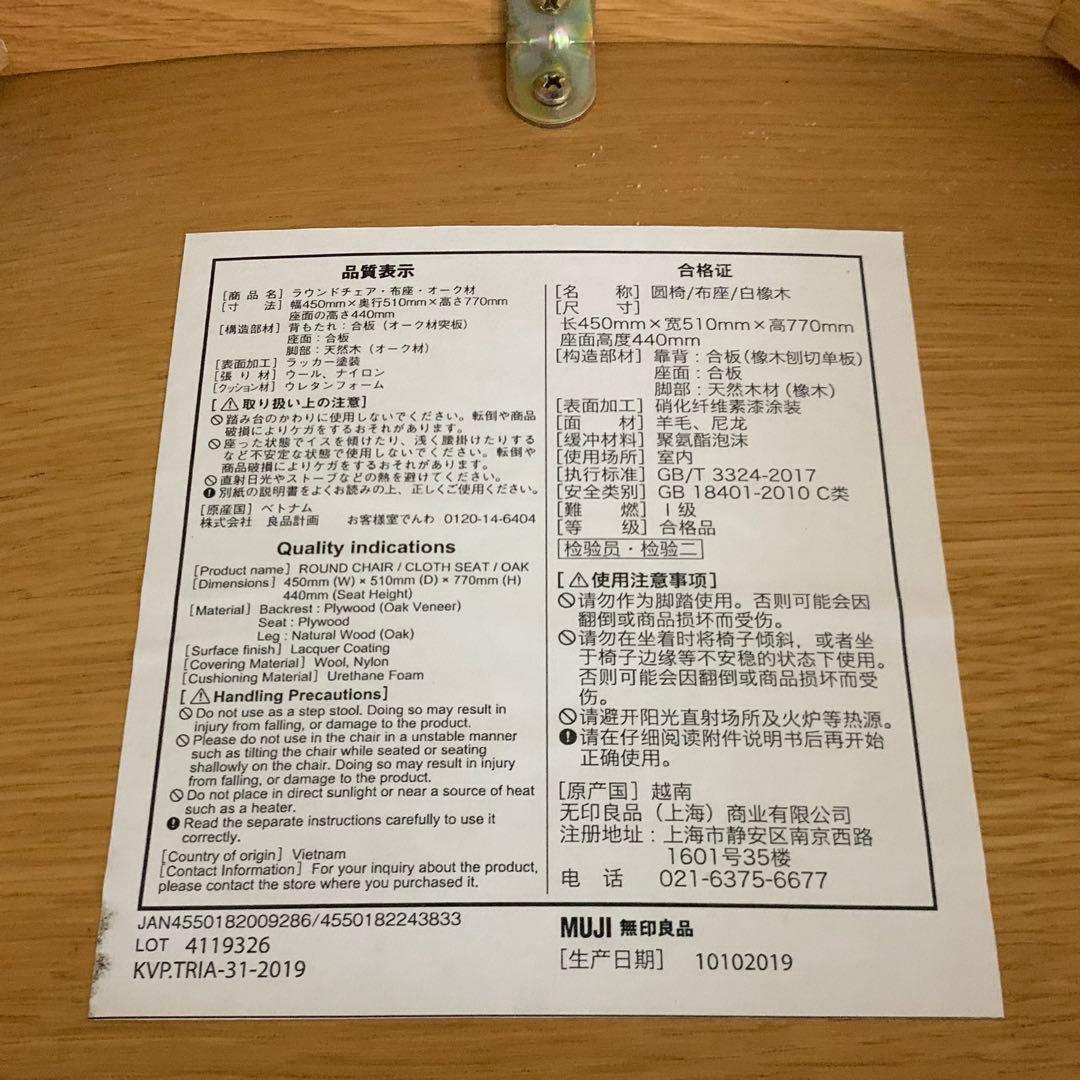 品質表示
[商品名] ラウンドチェア・布座・オーク材
[寸 法] 幅450mm×奥行510mm×高さ770mm
座面の高さ440mm
[構造部材] 背もたれ：合板（オーク材突板）
座面：合板
脚部：天然木（オーク材）
[表面加工] ラッカー塗装
[張り材] ウール、ナイロン
[クッション材] ウレタンフォーム
[⚠取り扱い上の注意]
踏み台のかわりに使用しないでください。転倒や商品
破損によりケガをするおそれがあります。
座った状態でイスを傾けたり、浅く腰掛けたりする
など不安定な状態で使用しないでください。転倒や
商品破損によりケガをするおそれがあります。
直射日光やストーブなどの熱を避けてください。
別紙の説明書をよくお読みの上、正しくご使用ください。
[原産国] ベトナム
株式会社 良品計画 お客様室でんわ 0120-14-6404
Quality indications
[Product name] ROUND CHAIR / CLOTH SEAT / OAK
[Dimensions] 450mm (W) × 510mm (D) × 770mm (H)
440mm (Seat Height)
[Material] Backrest : Plywood (Oak Veneer)
Seat : Plywood
Leg : Natural Wood (Oak)
[Surface finish] Lacquer Coating
[Covering Material] Wool, Nylon
[Cushioning Material] Urethane Foam
[⚠Handling Precautions]
Do not use as a step stool. Doing so may result in
injury from falling, or damage to the product.
Please do not use in the chair in a unstable manner
such as tilting the chair while seated or seating
shallowly on the chair. Doing so may result in injury
from falling, or damage to the product.
Do not place in direct sunlight or near a source of heat
such as a heater.
Read the separate instructions carefully to use it
correctly.
[Country of origin] Vietnam
[Contact Information] For your inquiry about the product,
please contact the store where you purchased it.
合格证
[名 称] 圆椅/布座/白橡木
[尺 寸]
长450mm×宽510mm×高770mm
座面高度440mm
[构造部材] 靠背：合板(橡木刨切单板)
座面：合板
脚部：天然木材(橡木)
[表面加工] 硝化纤维素漆涂装
[面 材] 羊毛、尼龙
[缓冲材料] 聚氨酯泡沫
[使用场所] 室内
[执行标准] GB/T 3324-2017
[安全类别] GB 18401-2010 C类
[難 燃] Ⅰ级
[等 级] 合格品
检验员・检验二
[⚠使用注意事项]
请勿作为脚踏使用。否则可能会因
翻倒或商品损坏而受伤。
请勿在坐着时将椅子倾斜，或者坐
于椅子边缘等不安稳的状态下使用。
否则可能会因翻倒或商品损坏而受
伤。
请避开阳光直射场所及火炉等热源。
请在仔细阅读附件说明书后再开始
正确使用。
[原产国] 越南
无印良品（上海）商业有限公司
注册地址：上海市静安区南京西路
1601号35楼
电 话 021-6375-6677
JAN4550182009286/4550182243833
LOT 4119326
KVP.TRIA-31-2019
MUJI 無印良品
[生产日期] 10102019